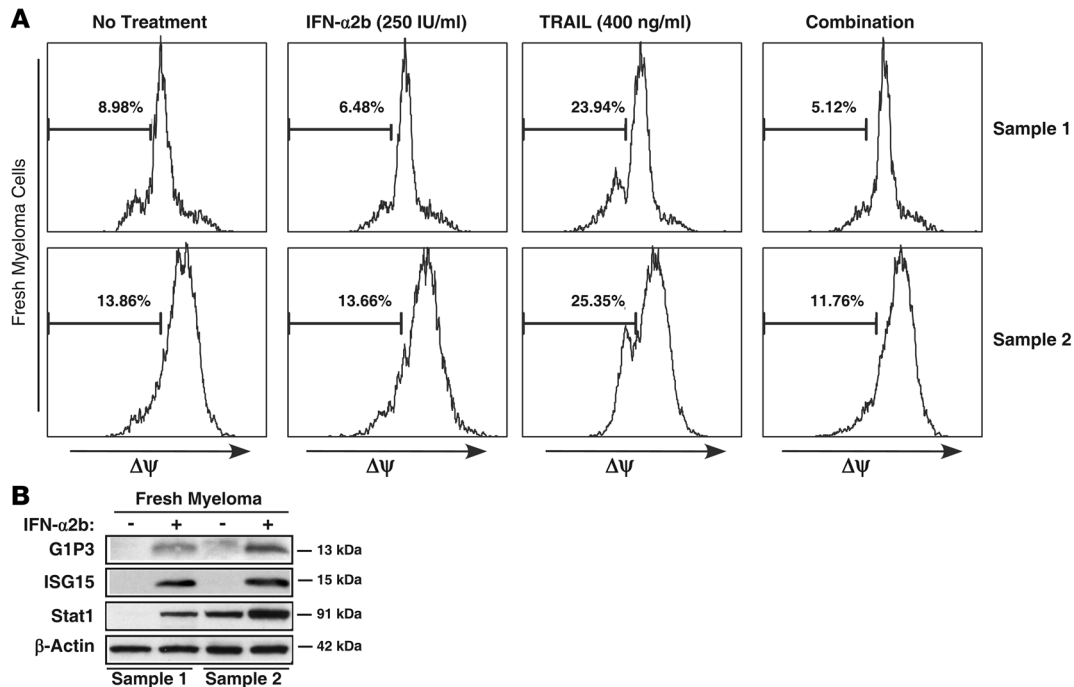 A
No Treatment IFN-α2b (250 IU/ml) TRAIL (400 ng/ml) Combination
8.98% 6.48% 23.94% 5.12%
Sample 1
Fresh Myeloma Cells
13.86% 13.66% 25.35% 11.76%
Sample 2
Δψ Δψ Δψ Δψ
B
Fresh Myeloma
IFN-α2b: - + - +
G1P3 13 kDa
ISG15 15 kDa
Stat1 91 kDa
β-Actin 42 kDa
Sample 1 Sample 2